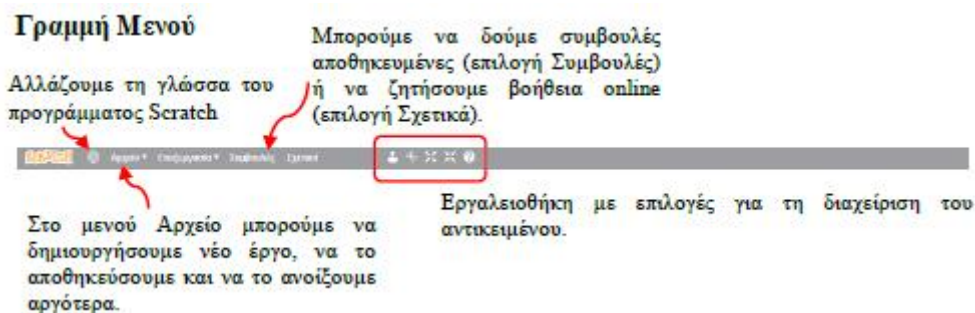 Γραμμή Μενού
Μπορούμε να δούμε συμβουλές
αποθηκευμένες (επιλογή Συμβουλές)
ή να ζητήσουμε βοήθεια online
(επιλογή Σχετικά).
Αλλάζουμε τη γλώσσα του
προγράμματος Scratch
Αρχείο Επεξεργασία Συμβουλές Σχετικά
Εργαλειοθήκη με επιλογές για τη διαχείριση του
αντικειμένου.
Στο μενού Αρχείο μπορούμε να
δημιουργήσουμε νέο έργο, να το
αποθηκεύσουμε και να το ανοίξουμε
αργότερα.